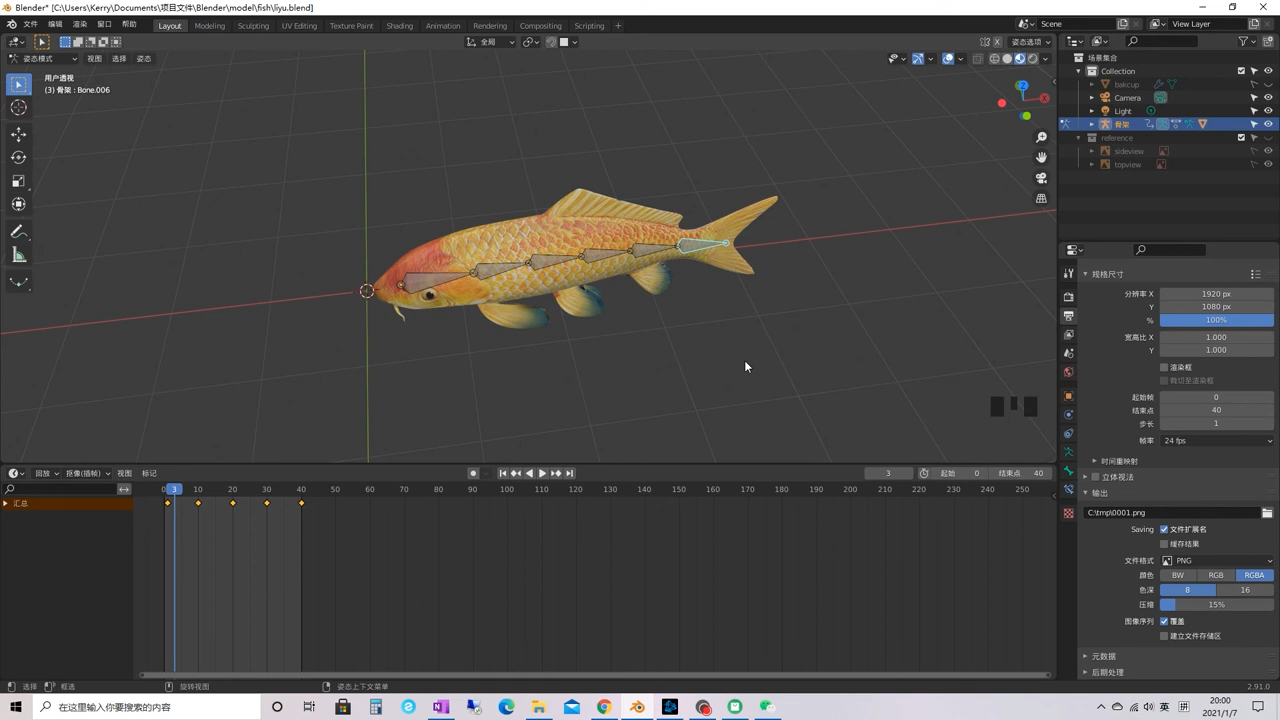 Blender* [C:\Users\Kerry\Documents\项目文件\Blender\model\fish\liyu.blend]
文件 编辑 渲染 窗口 帮助 Layout Modeling Sculpting UV Editing Texture Paint Shading Animation Rendering Compositing Scripting + Scene View Layer
全局 X 姿态选项
姿态模式 视图 选择 姿态
用户透视
(3) 骨架 : Bone.006
Z
X
场景集合
Collection
bakcup
Camera
Light
骨架
reference
sideview
topview
规格尺寸
分辨率 X 1920 px
Y 1080 px
% 100%
宽高比 X 1.000
Y 1.000
渲染框
裁切至渲染框
起始帧 0
结束点 40
步长 1
帧率 24 fps
时间重映射
立体视法
输出
C:\tmp\0001.png
Saving 文件扩展名
缓存结果
文件格式 PNG
颜色 BW RGB RGBA
色深 8 16
压缩 15%
图像序列 覆盖
建立文件存储区
元数据
后期处理
回放 抠像(插帧) 视图 标记 3 起始 0 结束点 40
0 3 10 20 30 40 50 60 70 80 90 100 110 120 130 140 150 160 170 180 190 200 210 220 230 240 250
汇总
选择 框选 旋转视图 姿态上下文菜单 2.91.0
在这里输入你要搜索的内容
英 拼
20:00
2021/1/7